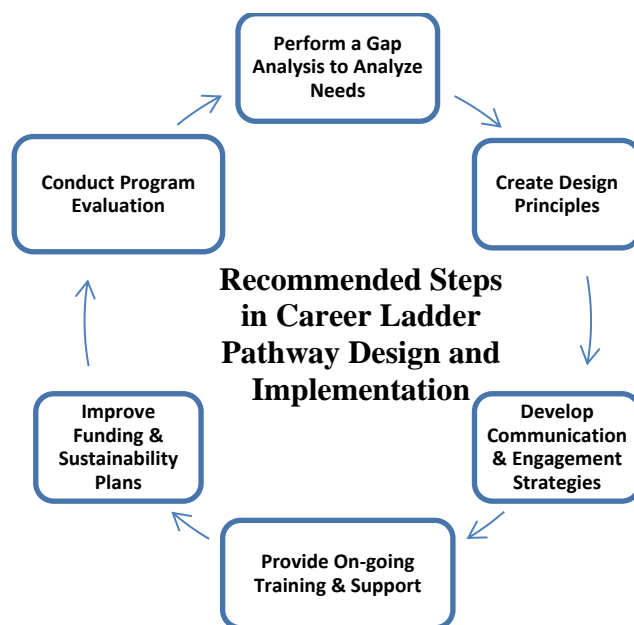 Perform a Gap
Analysis to Analyze
Needs
Create Design
Principles
Develop
Communication
& Engagement
Strategies
Provide On-going
Training & Support
Improve
Funding &
Sustainability
Plans
Conduct Program
Evaluation
Recommended Steps
in Career Ladder
Pathway Design and
Implementation